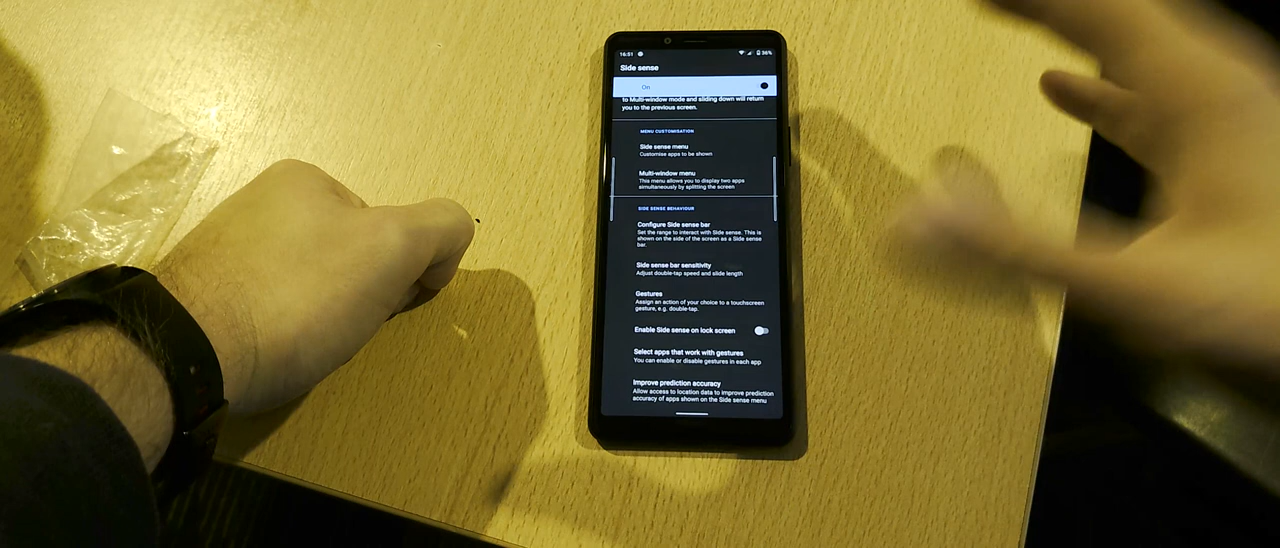 16:51 36%
Side sense
On
to Multi-window mode and sliding down will return
you to the previous screen.
MENU CUSTOMISATION
Side sense menu
Customise apps to be shown
Multi-window menu
This menu allows you to display two apps
simultaneously by splitting the screen
SIDE SENSE BEHAVIOUR
Configure Side sense bar
Set the range to interact with Side sense. This is
shown on the side of the screen as a Side sense
bar.
Side sense bar sensitivity
Adjust double-tap speed and slide length
Gestures
Assign an action of your choice to a touchscreen
gesture, e.g. double-tap.
Enable Side sense on lock screen
Select apps that work with gestures
You can enable or disable gestures in each app
Improve prediction accuracy
Allow access to location data to improve prediction
accuracy of apps shown on the Side sense menu